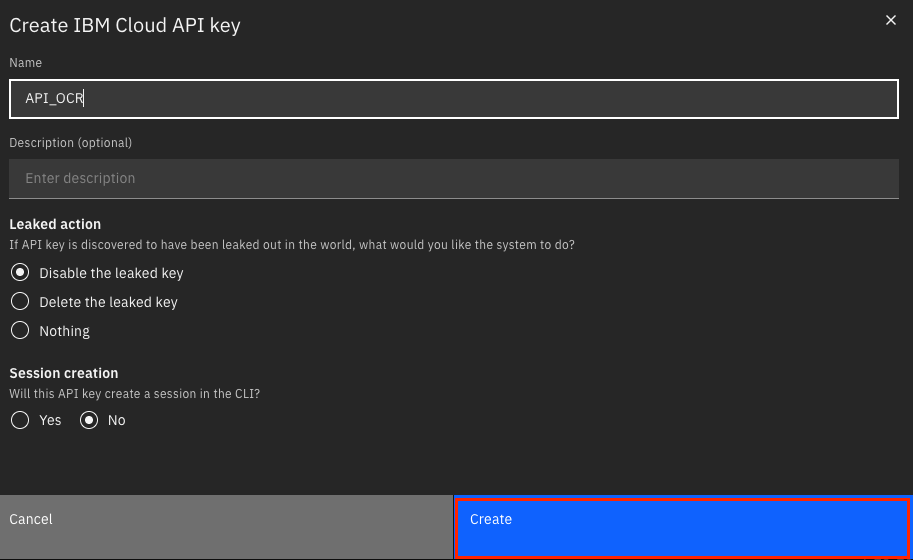 Create IBM Cloud API key
Name
API_OCR
Description (optional)
Enter description
Leaked action
If API key is discovered to have been leaked out in the world, what would you like the system to do?
Disable the leaked key
Delete the leaked key
Nothing
Session creation
Will this API key create a session in the CLI?
Yes No
Cancel Create